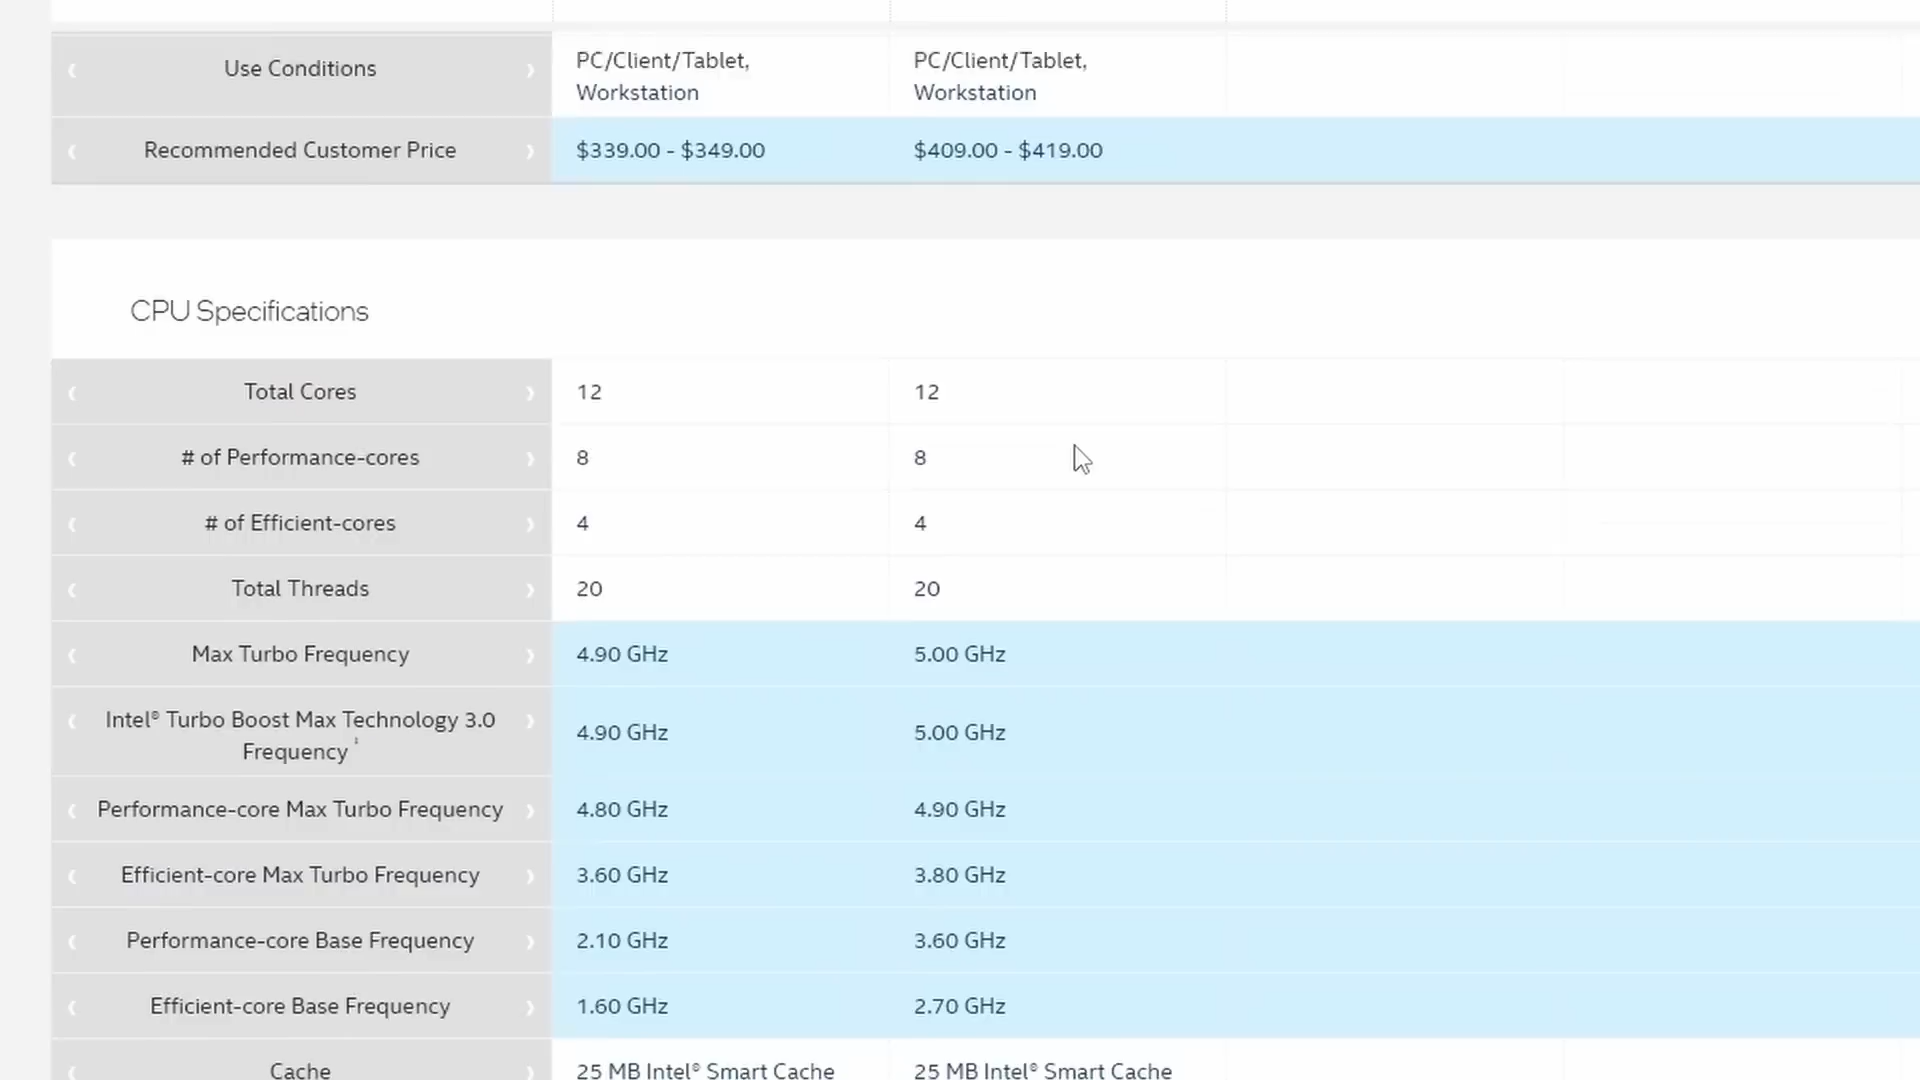 Use Conditions
PC/Client/Tablet,
Workstation
PC/Client/Tablet,
Workstation
Recommended Customer Price
$339.00 - $349.00
$409.00 - $419.00
CPU Specifications
Total Cores
12
12
# of Performance-cores
8
8
# of Efficient-cores
4
4
Total Threads
20
20
Max Turbo Frequency
4.90 GHz
5.00 GHz
Intel® Turbo Boost Max Technology 3.0
Frequency ‡
4.90 GHz
5.00 GHz
Performance-core Max Turbo Frequency
4.80 GHz
4.90 GHz
Efficient-core Max Turbo Frequency
3.60 GHz
3.80 GHz
Performance-core Base Frequency
2.10 GHz
3.60 GHz
Efficient-core Base Frequency
1.60 GHz
2.70 GHz
Cache
25 MB Intel® Smart Cache
25 MB Intel® Smart Cache